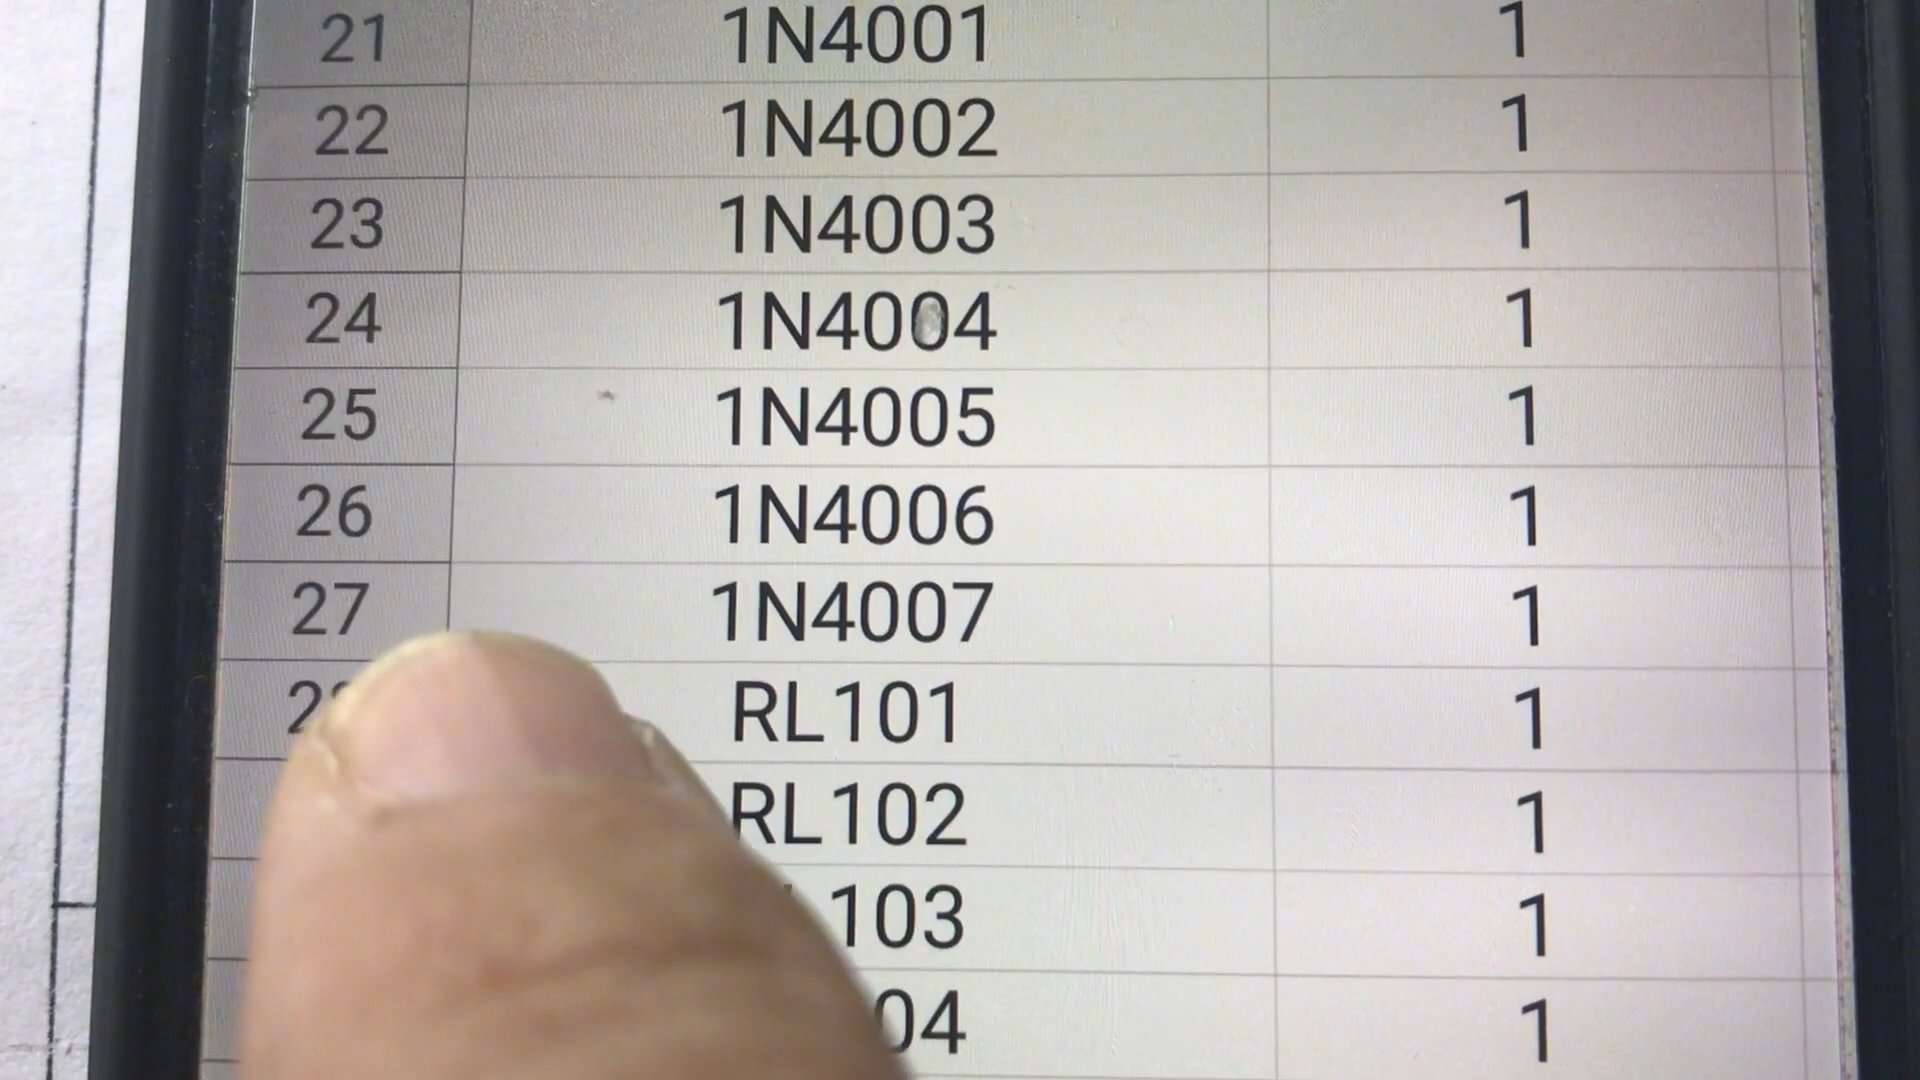 21 1N4001 1
22 1N4002 1
23 1N4003 1
24 1N4004 1
25 1N4005 1
26 1N4006 1
27 1N4007 1
RL101 1
RL102 1
103 1
04 1